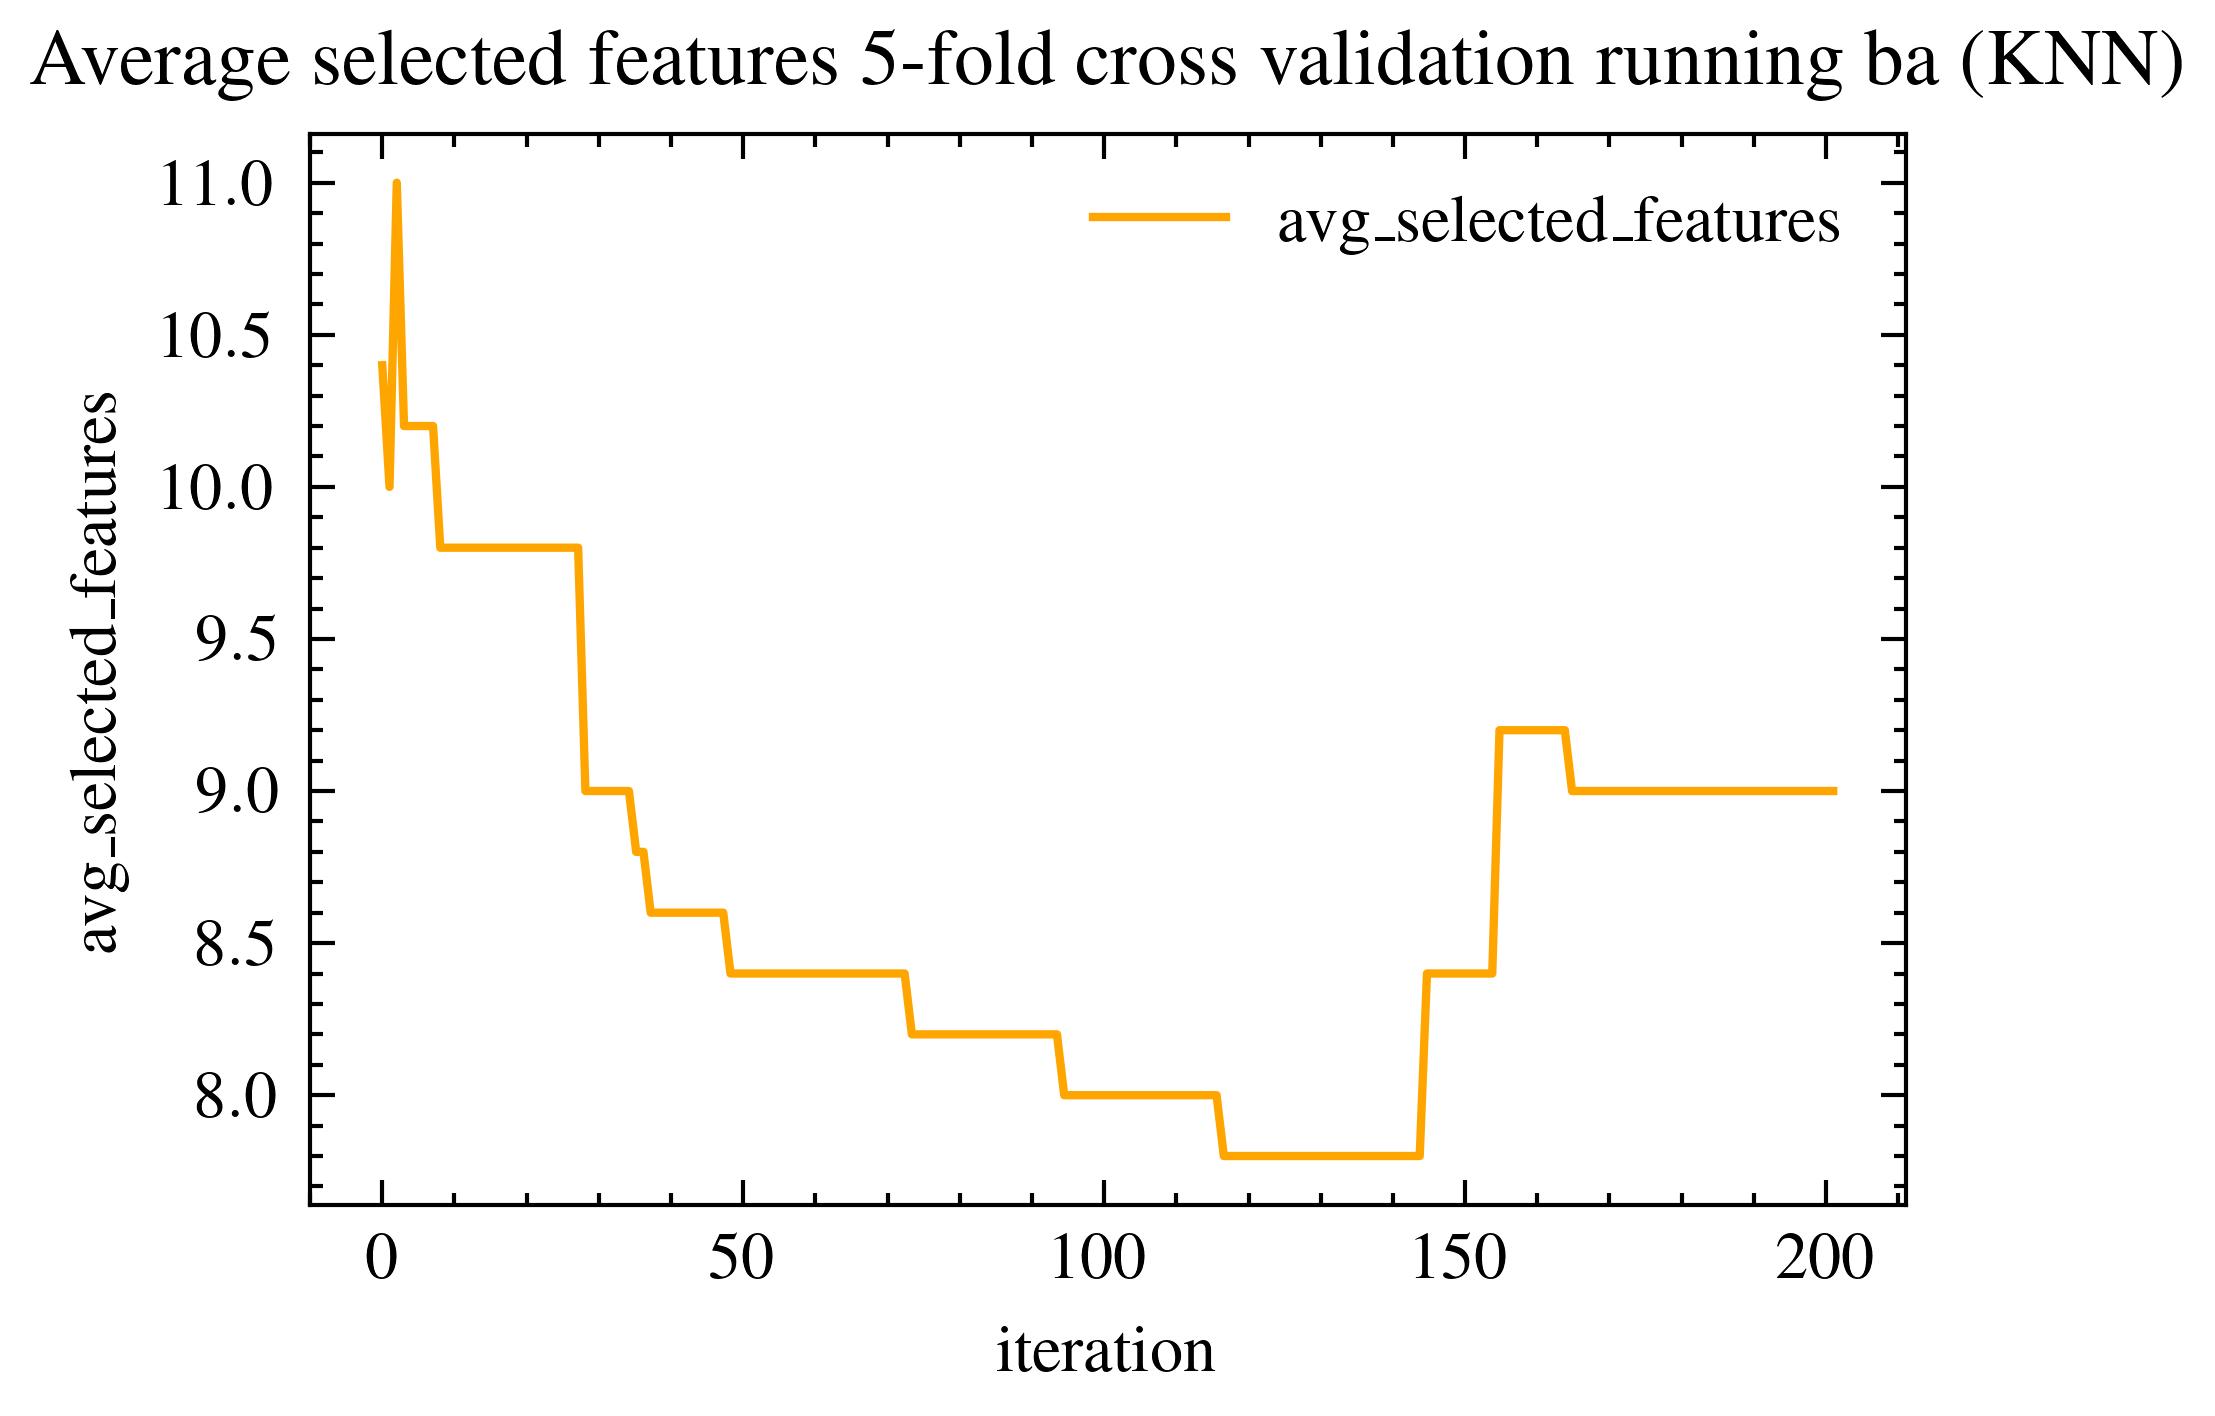 Average selected features 5-fold cross validation running ba (KNN)
avg_selected_features
11.0
10.5
10.0
9.5
9.0
8.5
8.0
avg_selected_features
0 50 100 150 200
iteration